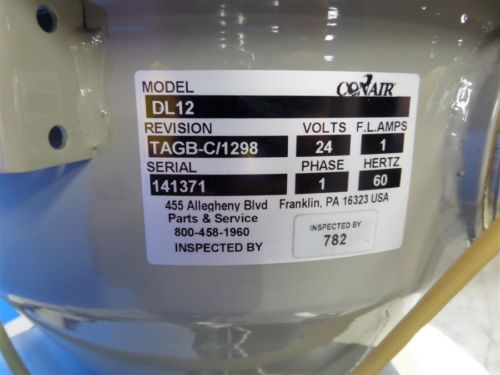 MODEL
CONAIR
DL12
REVISION VOLTS F.L.AMPS
TAGB-C/1298 24 1
SERIAL PHASE HERTZ
141371 1 60
455 Allegheny Blvd Franklin, PA 16323 USA
Parts & Service
800-458-1960
INSPECTED BY
INSPECTED BY
782